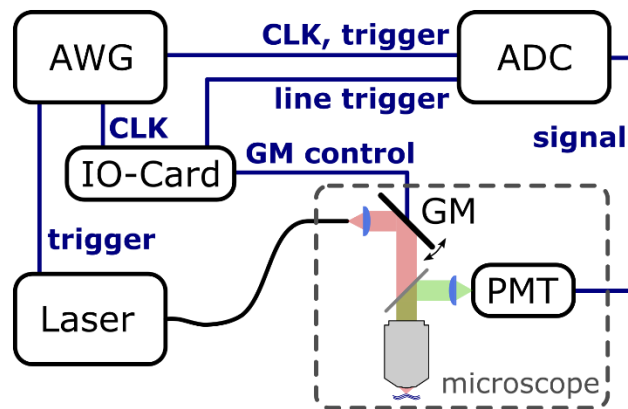 AWG
CLK, trigger
ADC
line trigger
CLK
signal
IO-Card
GM control
GM
trigger
Laser
PMT
microscope